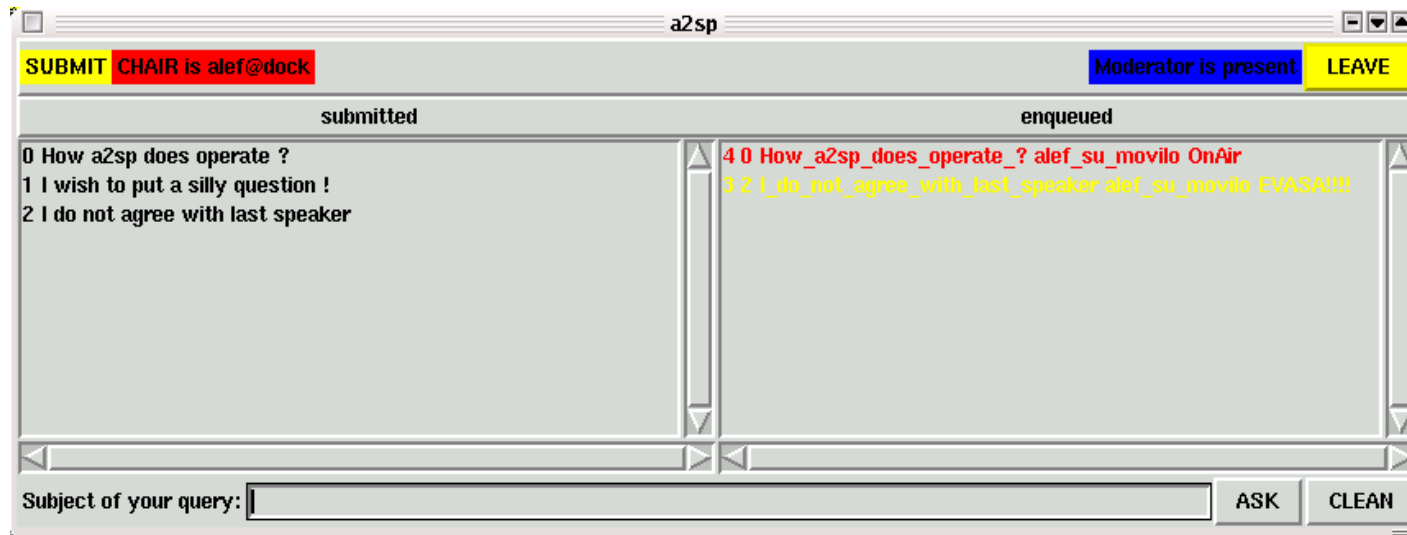 a2sp
SUBMIT CHAIR is alef@dock Moderator is present LEAVE
submitted enqueued
0 How a2sp does operate ?
1 I wish to put a silly question !
2 I do not agree with last speaker
4 0 How_a2sp_does_operate_? alef_su_movilo OnAir
3 2 I_do_not_agree_with_last_speaker alef_su_movilo EVASA!!!!
Subject of your query: ASK CLEAN